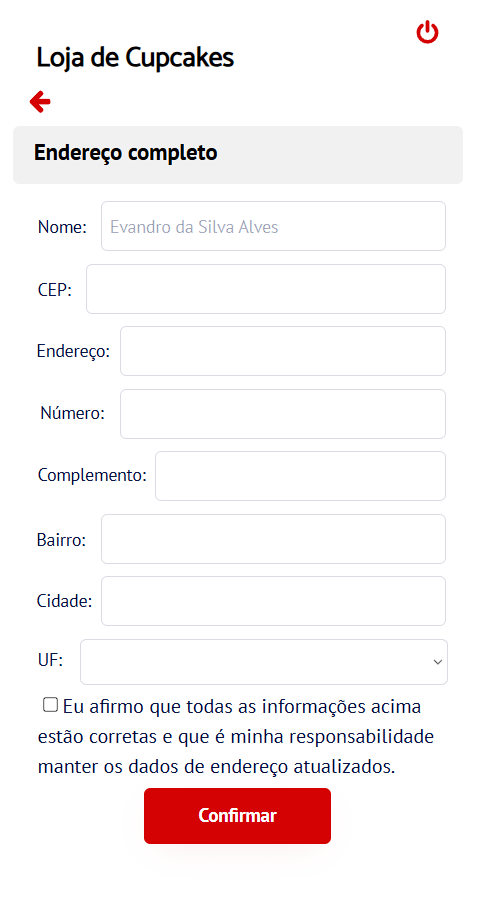 Loja de Cupcakes
Endereço completo
Nome: Evandro da Silva Alves
CEP:
Endereço:
Número:
Complemento:
Bairro:
Cidade:
UF:
Eu afirmo que todas as informações acima
estão corretas e que é minha responsabilidade
manter os dados de endereço atualizados.
Confirmar